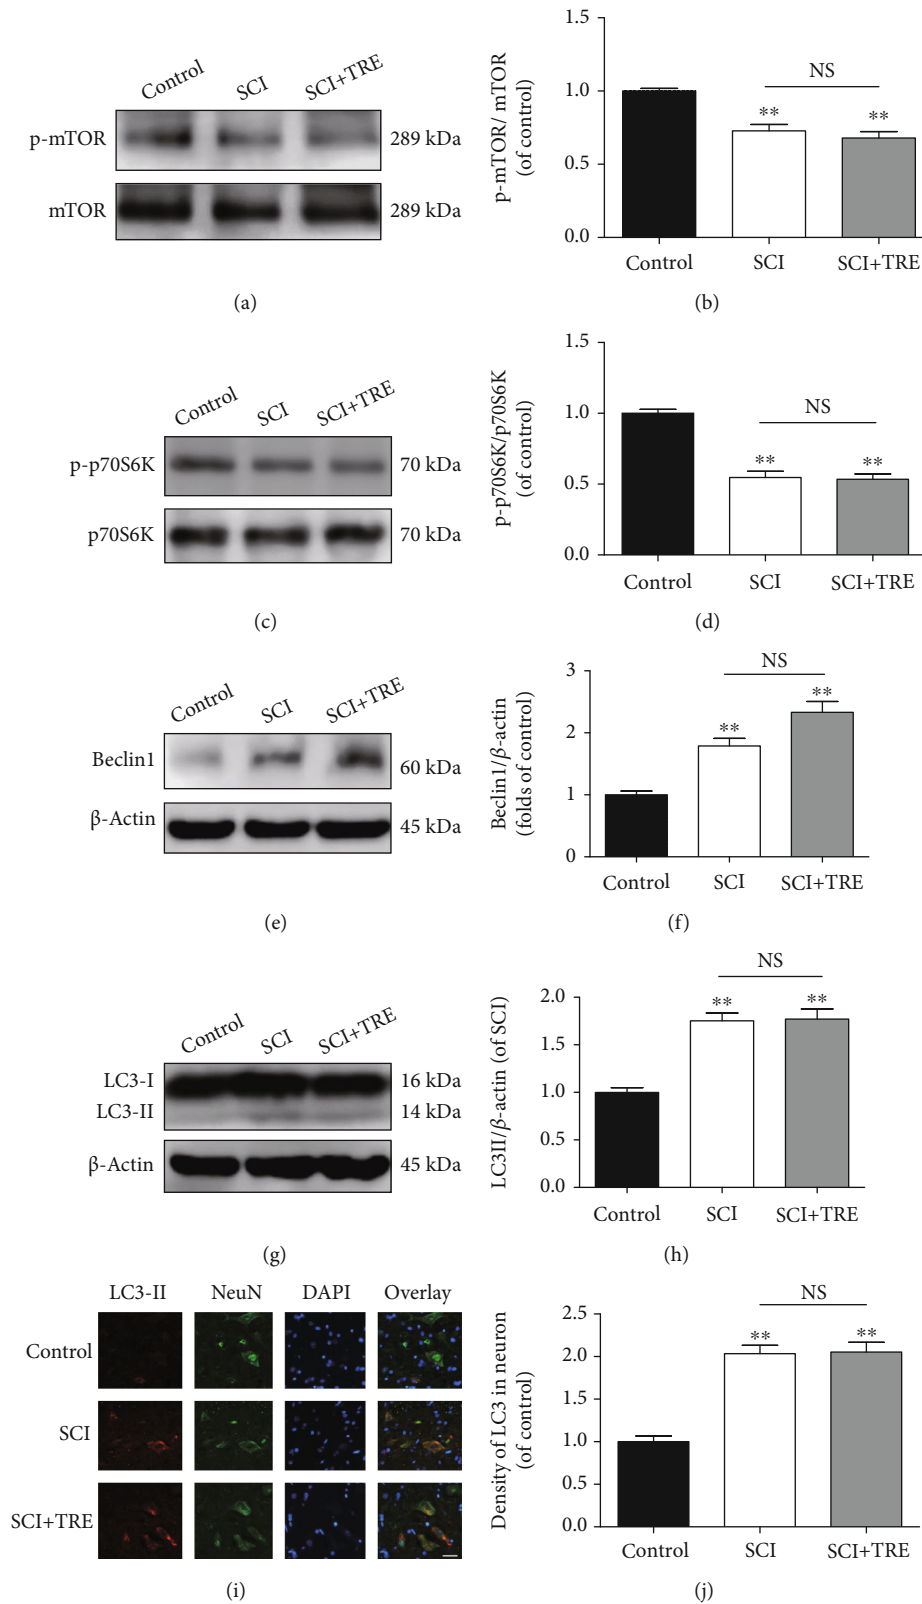 Control SCI SCI+TRE
p-mTOR 289 kDa
mTOR 289 kDa
(a)
p-mTOR/ mTOR
(of control)
1.5
1.0
0.5
0.0
NS
** **
Control SCI SCI+TRE
(b)
Control SCI SCI+TRE
p-p70S6K 70 kDa
p70S6K 70 kDa
(c)
p-p70S6K/p70S6K
(of control)
1.5
1.0
0.5
0.0
NS
** **
Control SCI SCI+TRE
(d)
Control SCI SCI+TRE
Beclin1 60 kDa
β-Actin 45 kDa
(e)
Beclin1/β-actin
(folds of control)
3
2
1
0
NS
** **
Control SCI SCI+TRE
(f)
Control SCI SCI+TRE
LC3-I 16 kDa
LC3-II 14 kDa
β-Actin 45 kDa
(g)
LC3II/β-actin (of SCI)
2.0
1.5
1.0
0.5
0.0
NS
** **
Control SCI SCI+TRE
(h)
LC3-II NeuN DAPI Overlay
Control
SCI
SCI+TRE
(i)
Density of LC3 in neuron
(of control)
2.5
2.0
1.5
1.0
0.5
0.0
NS
** **
Control SCI SCI+TRE
(j)